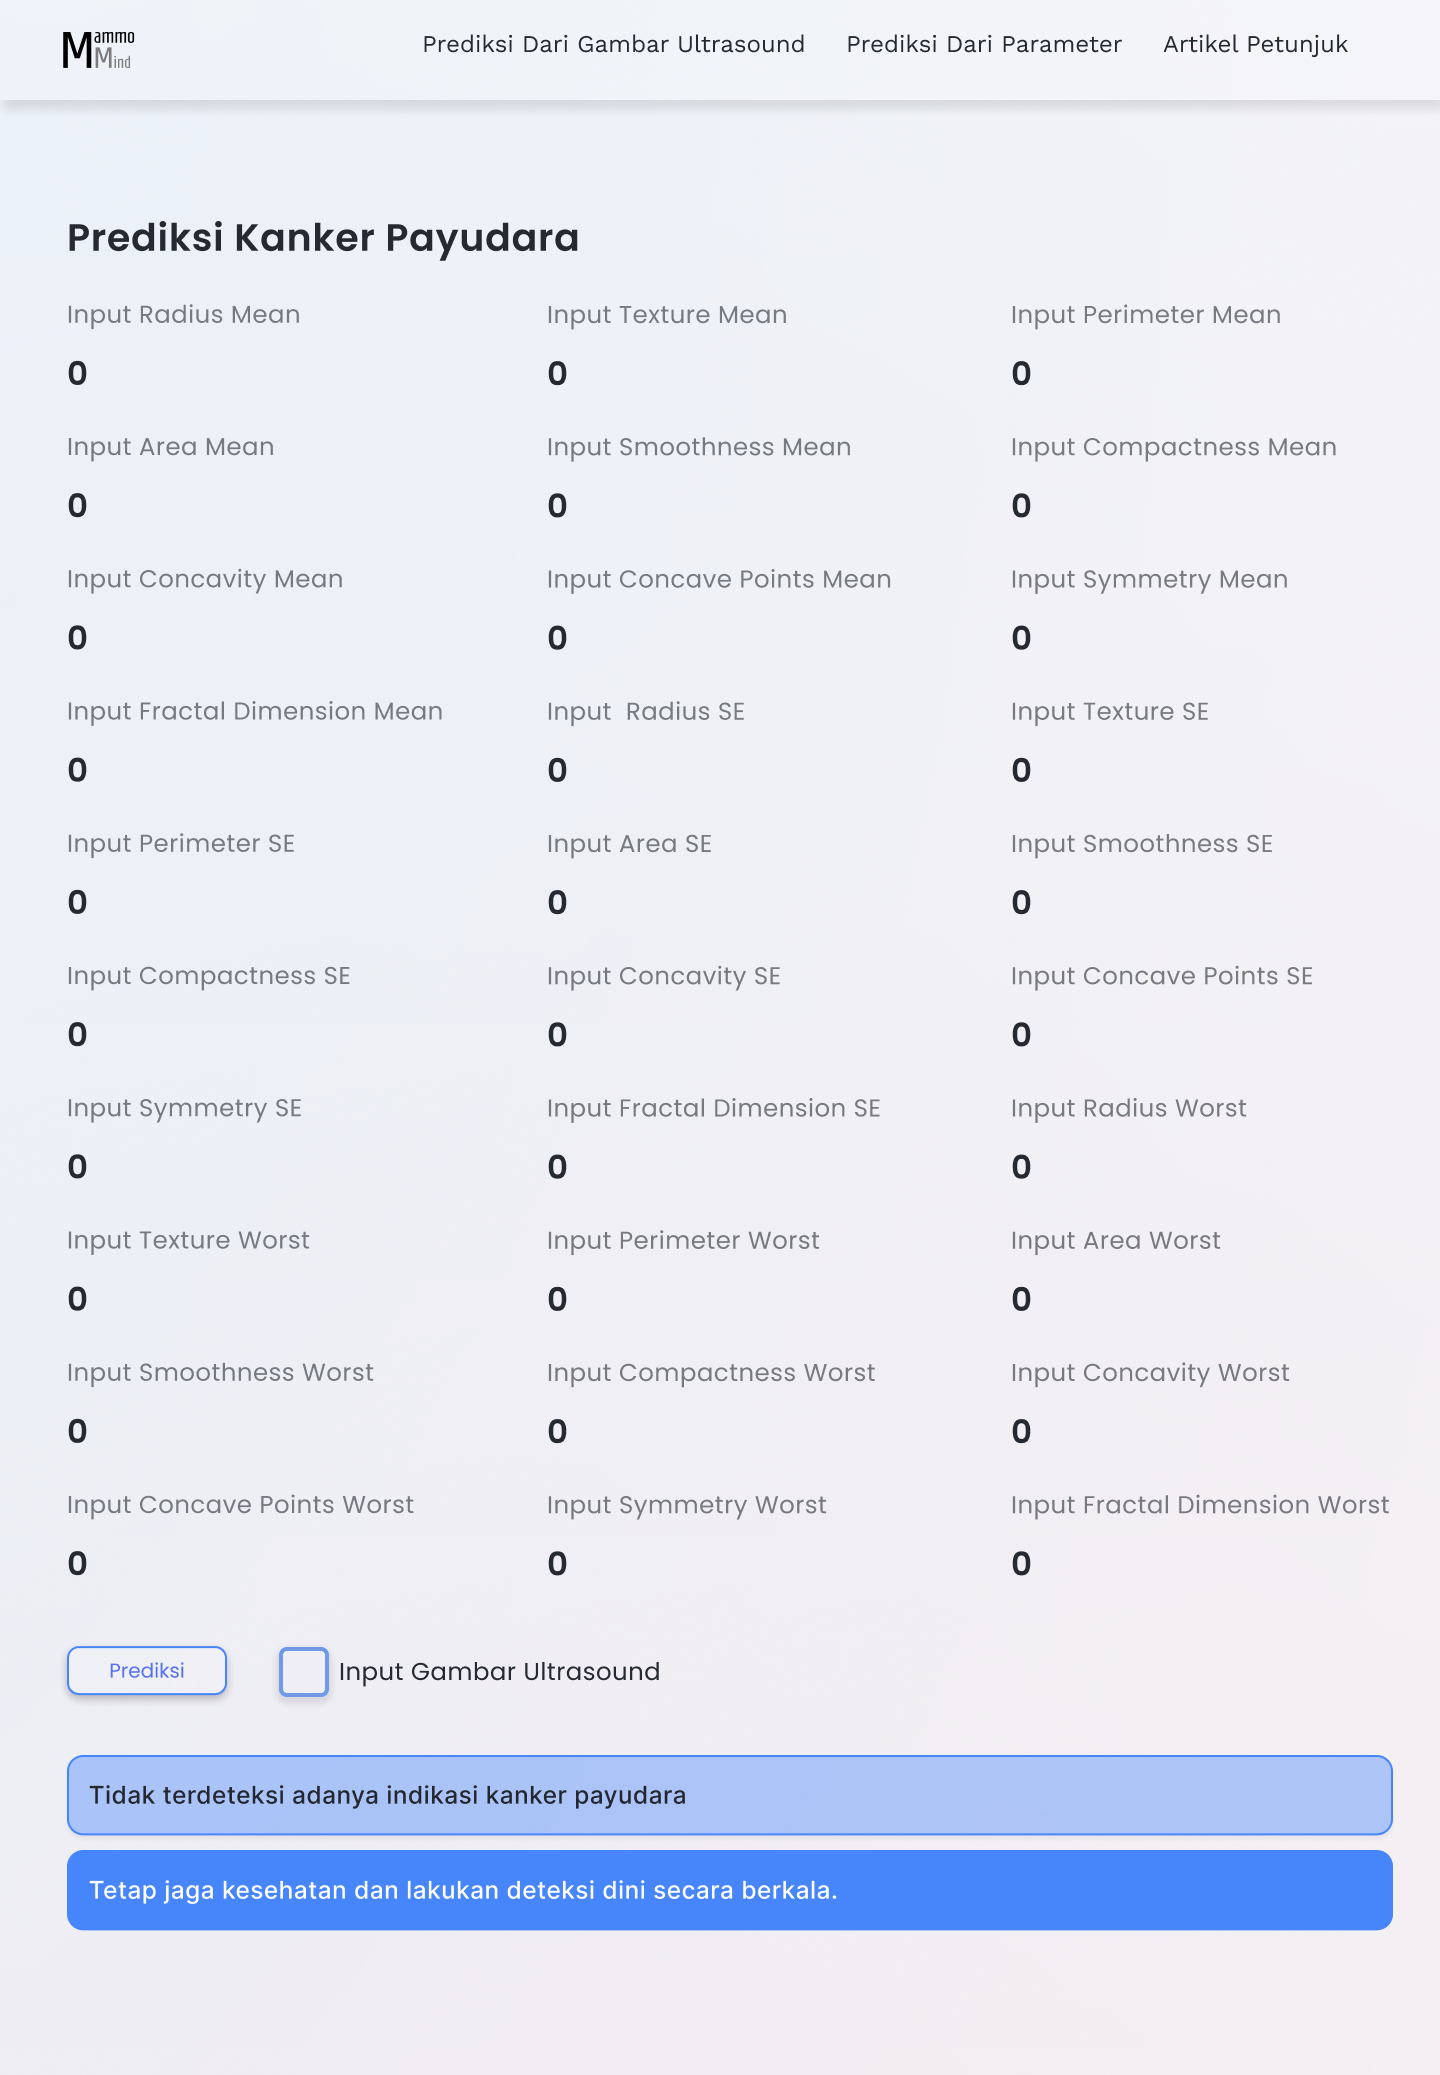 Mammo
Mind
Prediksi Dari Gambar Ultrasound Prediksi Dari Parameter Artikel Petunjuk
Prediksi Kanker Payudara
Input Radius Mean Input Texture Mean Input Perimeter Mean
0 0 0
Input Area Mean Input Smoothness Mean Input Compactness Mean
0 0 0
Input Concavity Mean Input Concave Points Mean Input Symmetry Mean
0 0 0
Input Fractal Dimension Mean Input Radius SE Input Texture SE
0 0 0
Input Perimeter SE Input Area SE Input Smoothness SE
0 0 0
Input Compactness SE Input Concavity SE Input Concave Points SE
0 0 0
Input Symmetry SE Input Fractal Dimension SE Input Radius Worst
0 0 0
Input Texture Worst Input Perimeter Worst Input Area Worst
0 0 0
Input Smoothness Worst Input Compactness Worst Input Concavity Worst
0 0 0
Input Concave Points Worst Input Symmetry Worst Input Fractal Dimension Worst
0 0 0
Prediksi Input Gambar Ultrasound
Tidak terdeteksi adanya indikasi kanker payudara
Tetap jaga kesehatan dan lakukan deteksi dini secara berkala.